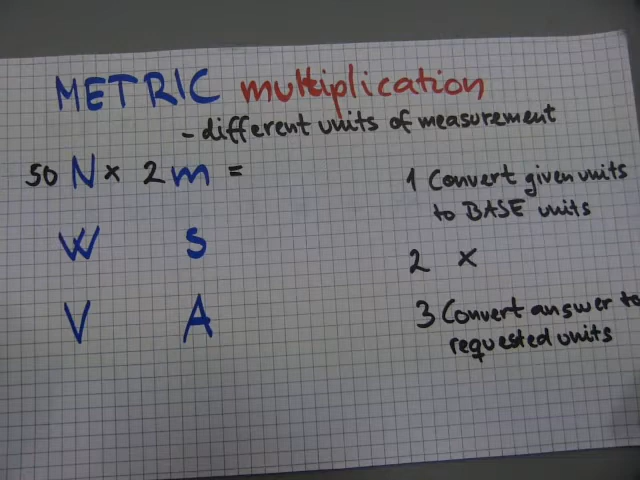 METRIC multiplication
- different units of measurement
50 N × 2 m =
1 Convert given units
to BASE units
W S
2 ×
V A
3 Convert answer to
requested units